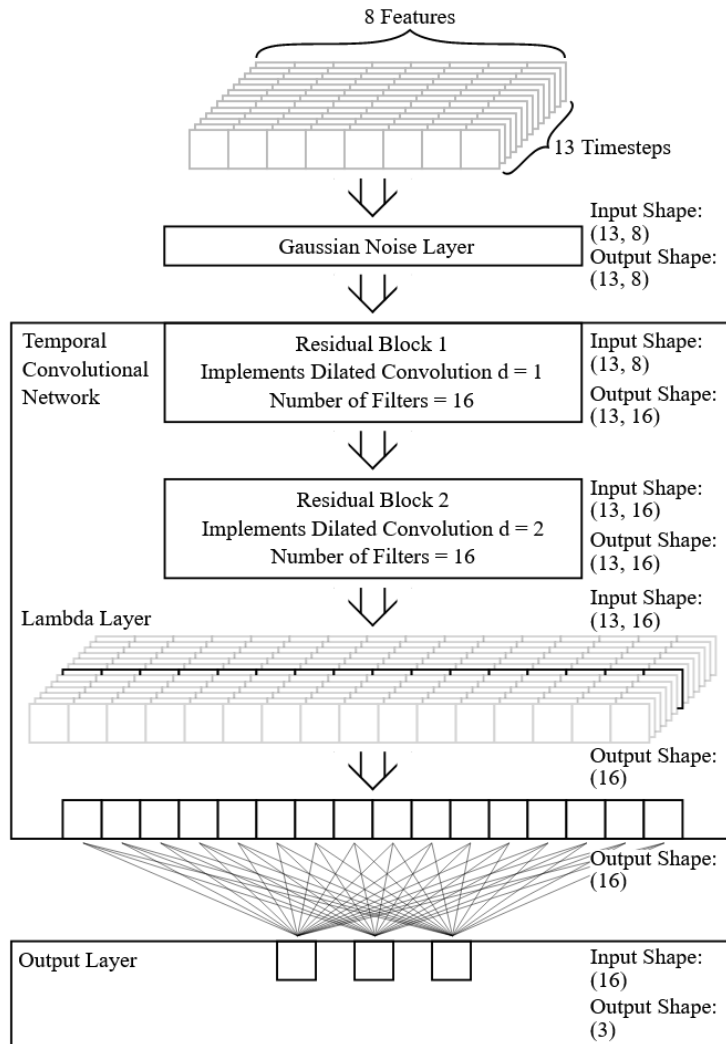 8 Features
13 Timesteps
Input Shape:
(13, 8)
Gaussian Noise Layer
Output Shape:
(13, 8)
Temporal
Convolutional
Network
Residual Block 1
Implements Dilated Convolution d = 1
Number of Filters = 16
Input Shape:
(13, 8)
Output Shape:
(13, 16)
Residual Block 2
Implements Dilated Convolution d = 2
Number of Filters = 16
Input Shape:
(13, 16)
Output Shape:
(13, 16)
Lambda Layer
Input Shape:
(13, 16)
Output Shape:
(16)
Output Shape:
(16)
Output Layer
Input Shape:
(16)
Output Shape:
(3)